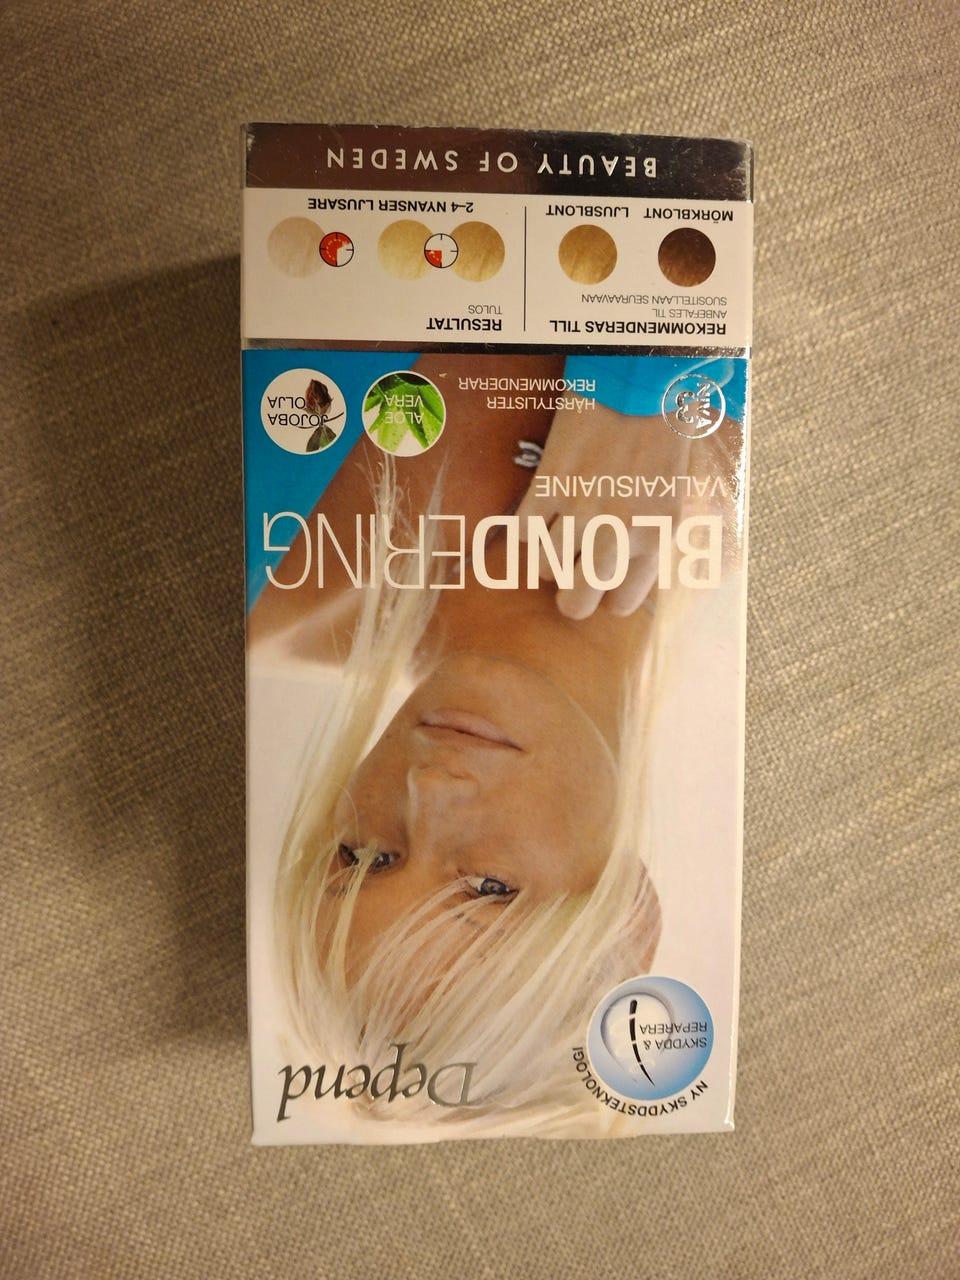 Depend
NY SKYDDSTEKNOLOGI
SKYDDA &
REPARERA
BLONDERING
VALKAISUAINE
NIVÅ
3
HÅRSTYLISTER
REKOMMENDERAR
ALOE
VERA
JOJOBA
OLJA
REKOMMENDERAS TILL
ANBEFALES TIL
SUOSITELLAAN SEURAAVAAN
MÖRKBLONT
LJUSBLONT
RESULTAT
TULOS
2–4 NYANSER LJUSARE
BEAUTY OF SWEDEN